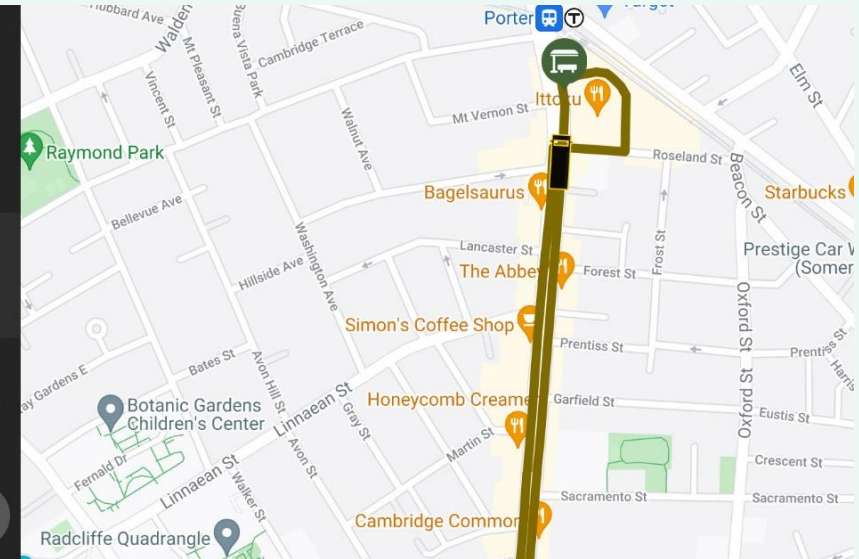 Porter
T
Hubbard Ave
Walden
Mt Pleasant St
Buena Vista Park
Cambridge Terrace
Vincent St
Elm St
Ittoku
Mt Vernon St
Walnut Ave
Raymond Park
Roseland St
Beacon St
Bagelsaurus
Starbucks
Bellevue Ave
Washington Ave
Lancaster St
Frost St
Prestige Car W
(Somer
The Abbey
Forest St
Hillside Ave
Oxford St
Simon's Coffee Shop
Prentiss St
Prentiss St
Harris
Bates St
Avon Hill St
Linnaean St
ay Gardens E
Honeycomb Creame
Garfield St
Botanic Gardens
Children's Center
Gray St
Oxford St
Eustis St
Martin St
Avon St
Crescent St
Fernald Dr
Linnaean St
Walker St
Sacramento St
Sacramento St
Cambridge Common
Radcliffe Quadrangle